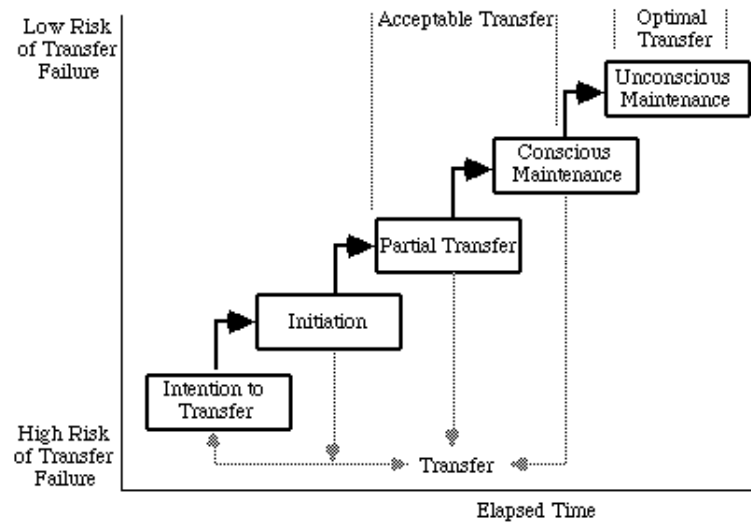 Low Risk
of Transfer
Failure
Acceptable Transfer
Optimal
Transfer
Unconscious
Maintenance
Conscious
Maintenance
Partial Transfer
Initiation
Intention to
Transfer
High Risk
of Transfer
Failure
Transfer
Elapsed Time